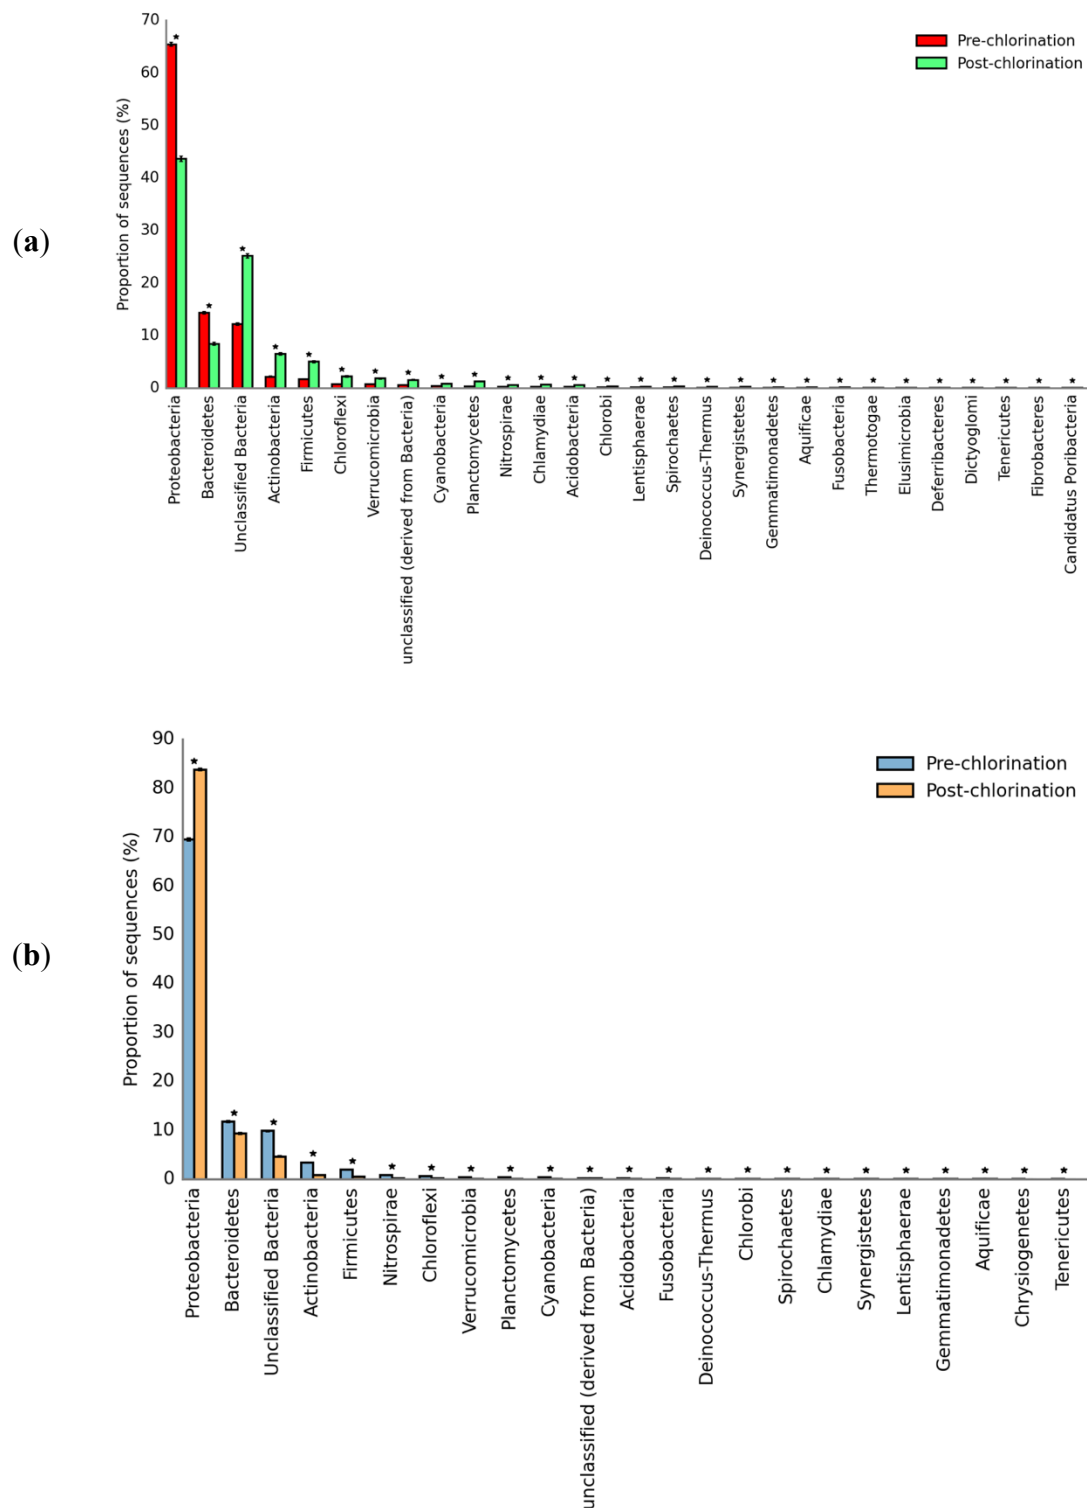 (a)
Proportion of sequences (%)
70
60
50
40
30
20
10
0
Pre-chlorination
Post-chlorination
Proteobacteria
Bacteroidetes
Unclassified Bacteria
Actinobacteria
Firmicutes
Chloroflexi
Verrucomicrobia
unclassified (derived from Bacteria)
Cyanobacteria
Planctomycetes
Nitrospirae
Chlamydiae
Acidobacteria
Chlorobi
Lentisphaerae
Spirochaetes
Deinococcus-Thermus
Synergistetes
Gemmatimonadetes
Aquificae
Fusobacteria
Thermotogae
Elusimicrobia
Deferribacteres
Dictyoglomi
Tenericutes
Fibrobacteres
Candidatus Poribacteria
(b)
Proportion of sequences (%)
90
80
70
60
50
40
30
20
10
0
Pre-chlorination
Post-chlorination
Proteobacteria
Bacteroidetes
Unclassified Bacteria
Actinobacteria
Firmicutes
Nitrospirae
Chloroflexi
Verrucomicrobia
Planctomycetes
Cyanobacteria
unclassified (derived from Bacteria)
Acidobacteria
Fusobacteria
Deinococcus-Thermus
Chlorobi
Spirochaetes
Chlamydiae
Synergistetes
Lentisphaerae
Gemmatimonadetes
Aquificae
Chrysiogenetes
Tenericutes